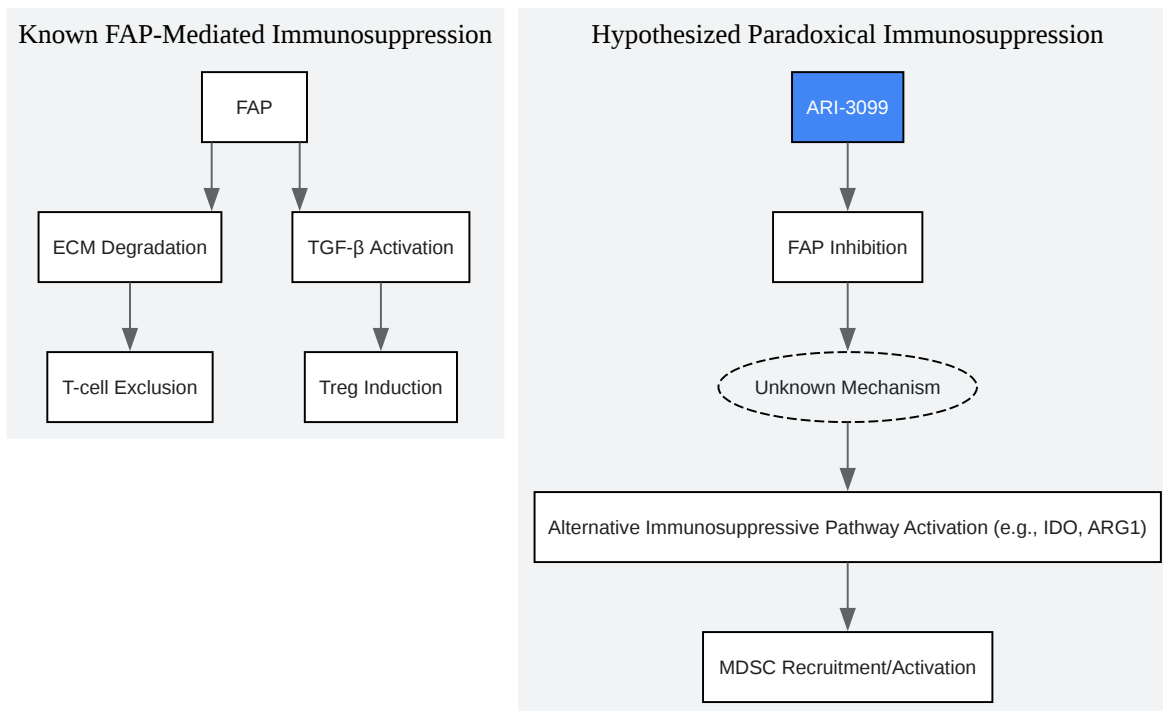 Known FAP-Mediated Immunosuppression
FAP
ECM Degradation
TGF-β Activation
T-cell Exclusion
Treg Induction
Hypothesized Paradoxical Immunosuppression
ARI-3099
FAP Inhibition
Unknown Mechanism
Alternative Immunosuppressive Pathway Activation (e.g., IDO, ARG1)
MDSC Recruitment/Activation